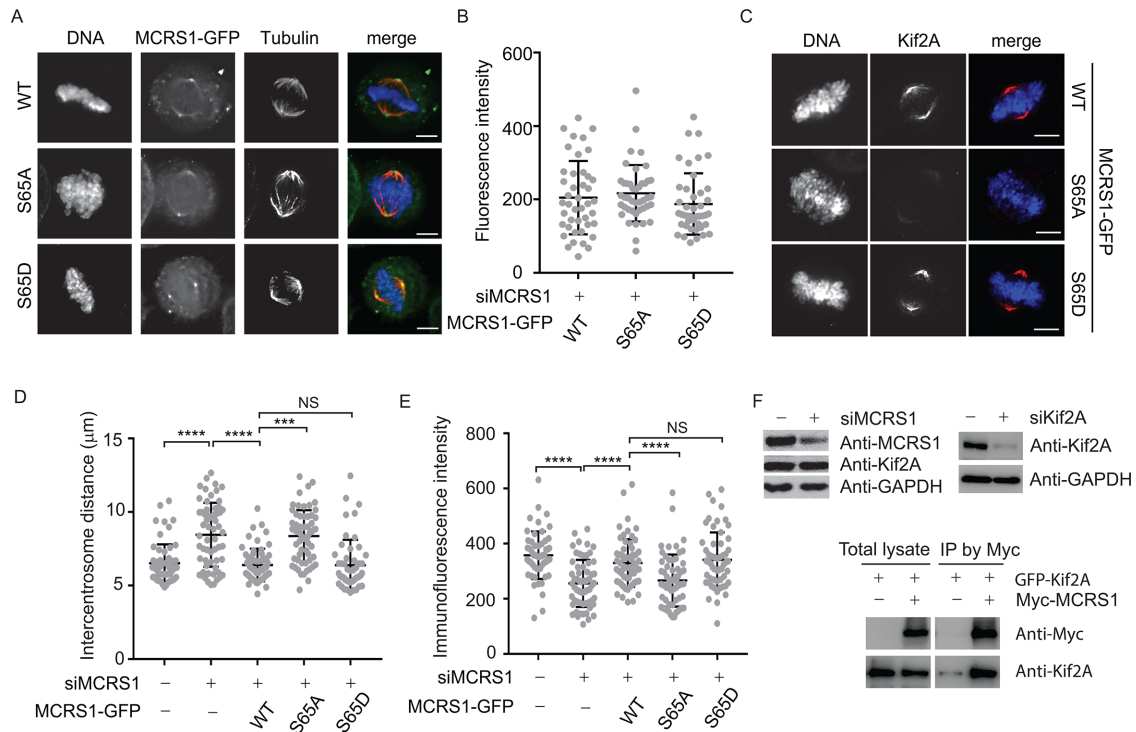 A
DNA MCRS1-GFP Tubulin merge
WT
S65A
S65D
B
Fluorescence intensity
600
400
200
0
siMCRS1 + + +
MCRS1-GFP WT S65A S65D
C
DNA Kif2A merge
WT
S65A
S65D
MCRS1-GFP
D
Intercentrosome distance (μm)
15
10
5
0
**** **** *** NS
siMCRS1 – + + + +
MCRS1-GFP – – WT S65A S65D
E
Immunofluorescence intensity
800
600
400
200
0
**** **** **** NS
siMCRS1 – + + + +
MCRS1-GFP – – WT S65A S65D
F
– + siMCRS1
Anti-MCRS1
Anti-Kif2A
Anti-GAPDH
– + siKif2A
Anti-Kif2A
Anti-GAPDH
Total lysate IP by Myc
+ + + + GFP-Kif2A
– + – + Myc-MCRS1
Anti-Myc
Anti-Kif2A